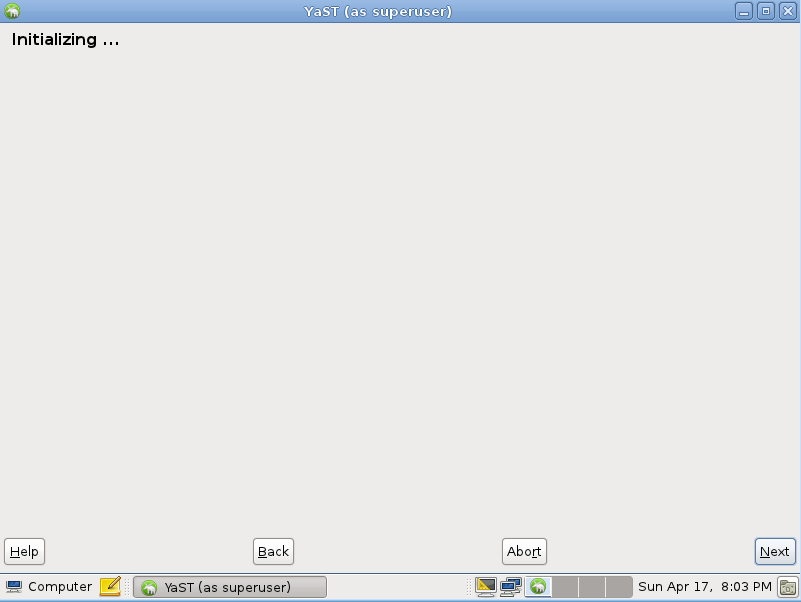 YaST (as superuser)
Initializing ...
Help Back Abort Next
Computer YaST (as superuser) Sun Apr 17, 8:03 PM